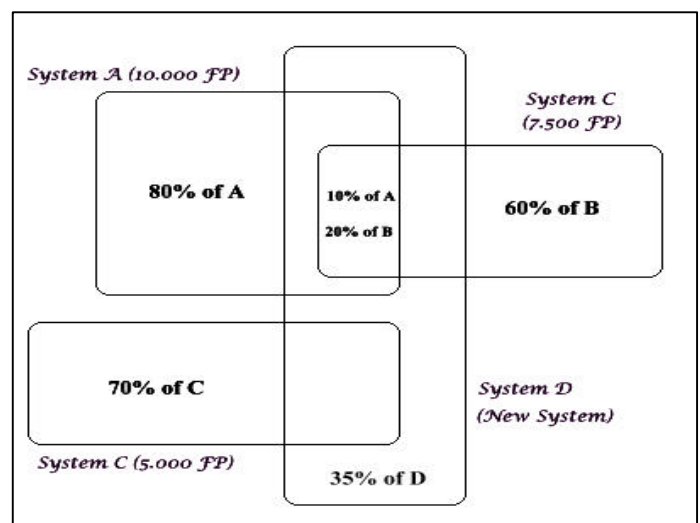 System A (10.000 FP)
System C
(7.500 FP)
80% of A
10% of A
20% of B
60% of B
70% of C
System D
(New System)
System C (5.000 FP)
35% of D